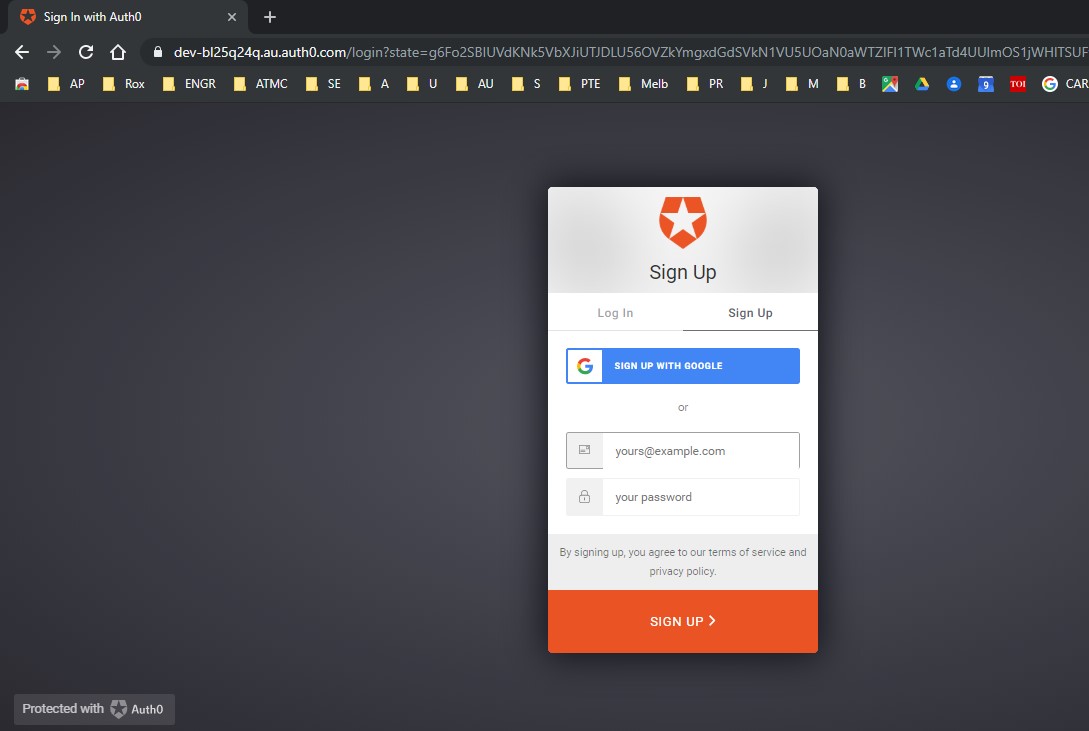 Sign In with Auth0
dev-bl25q24q.au.auth0.com/login?state=g6Fo2SBlUVdKNk5VbXJiUTJDLU56OVZkYmgxdGdSVkN1VU5UOaN0aWTZIFI1TWc1aTd4UUlmOS1jWHlTSUF
AP Rox ENGR ATMC SE A U AU S PTE Melb PR J M B 9 TOI CAR
Sign Up
Log In Sign Up
SIGN UP WITH GOOGLE
or
yours@example.com
your password
By signing up, you agree to our terms of service and
privacy policy.
SIGN UP
Protected with Auth0